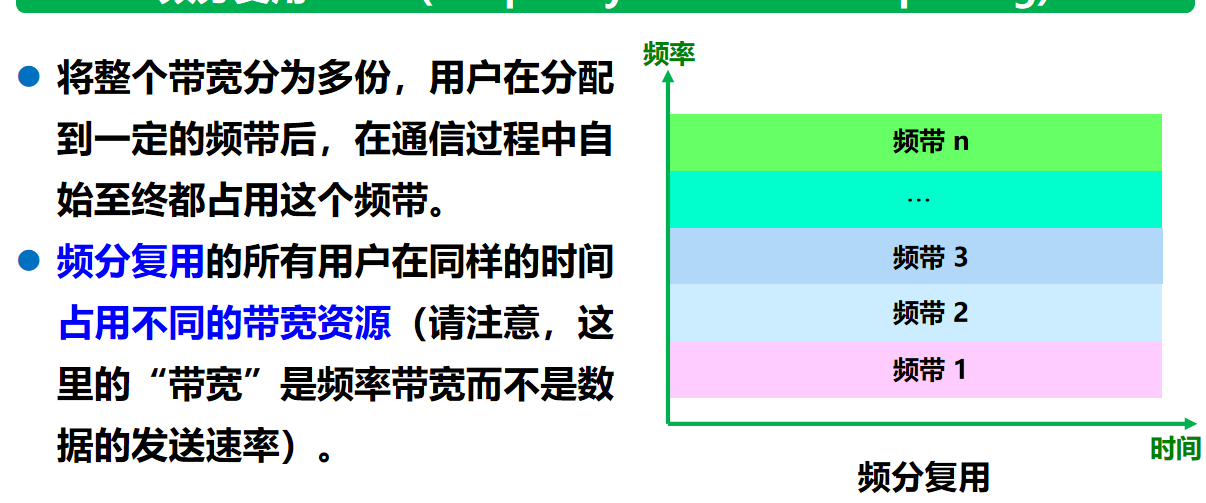 将整个带宽分为多份，用户在分配
到一定的频带后，在通信过程中自
始至终都占用这个频带。
频分复用的所有用户在同样的时间
占用不同的带宽资源（请注意，这
里的“带宽”是频率带宽而不是数
据的发送速率）。
频率
频带 n
…
频带 3
频带 2
频带 1
时间
频分复用